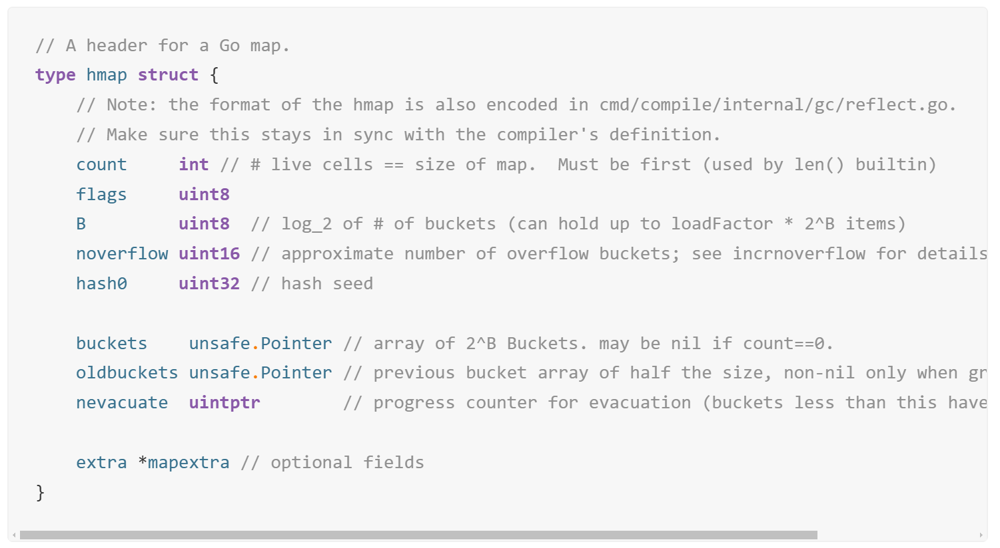 // A header for a Go map.
type hmap struct {
    // Note: the format of the hmap is also encoded in cmd/compile/internal/gc/reflect.go.
    // Make sure this stays in sync with the compiler's definition.
    count     int // # live cells == size of map.  Must be first (used by len() builtin)
    flags     uint8
    B         uint8  // log_2 of # of buckets (can hold up to loadFactor * 2^B items)
    noverflow uint16 // approximate number of overflow buckets; see incrnoverflow for details
    hash0     uint32 // hash seed

    buckets    unsafe.Pointer // array of 2^B Buckets. may be nil if count==0.
    oldbuckets unsafe.Pointer // previous bucket array of half the size, non-nil only when gr
    nevacuate  uintptr        // progress counter for evacuation (buckets less than this have

    extra *mapextra // optional fields
}